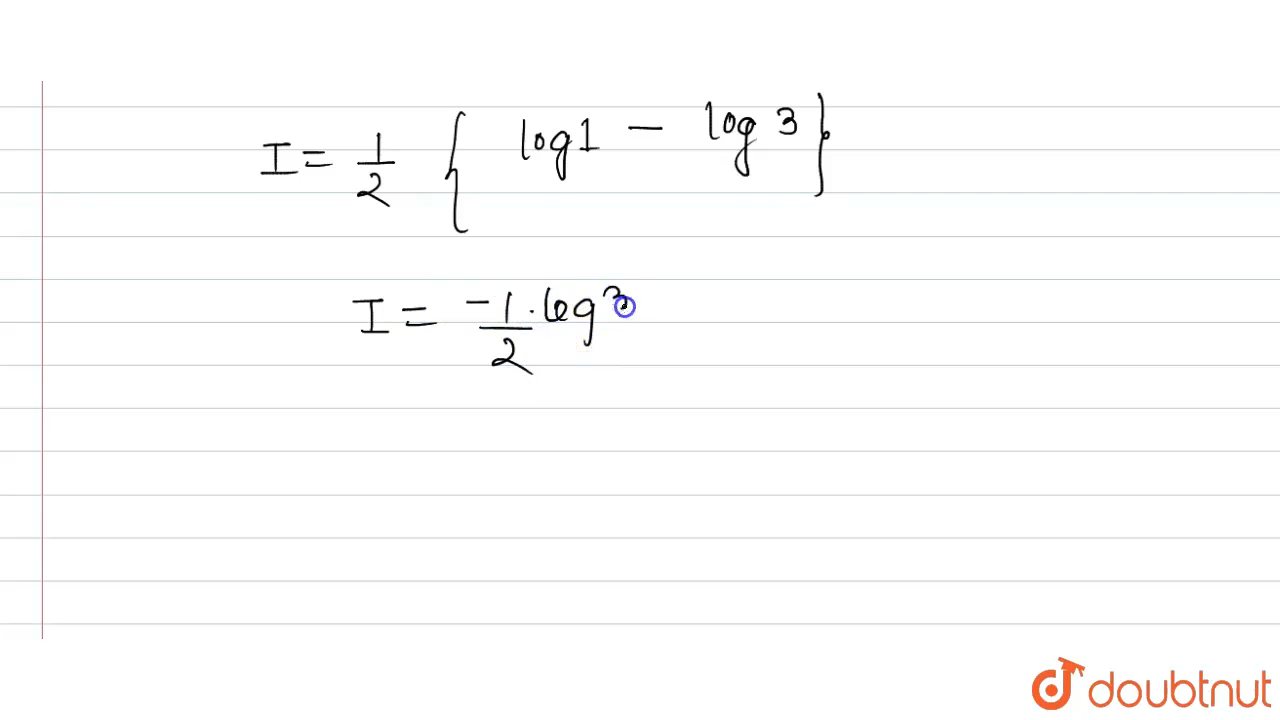 I = 1/2 { log 1 - log 3 }
I = -1/2 . log 3
doubtnut